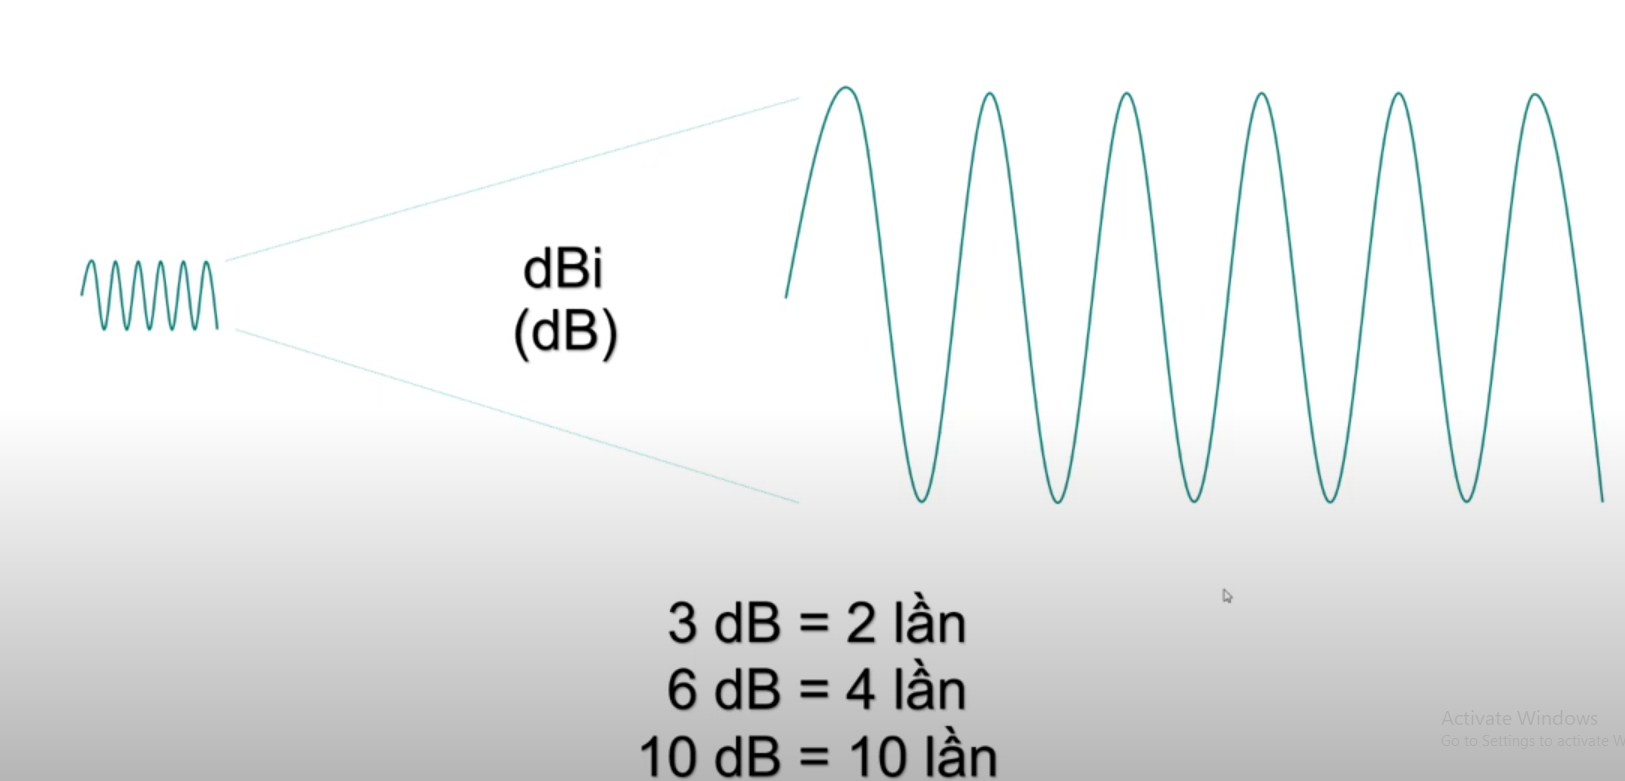 dBi
(dB)
3 dB = 2 lần
6 dB = 4 lần
10 dB = 10 lần
Activate Windows
Go to Settings to activate W